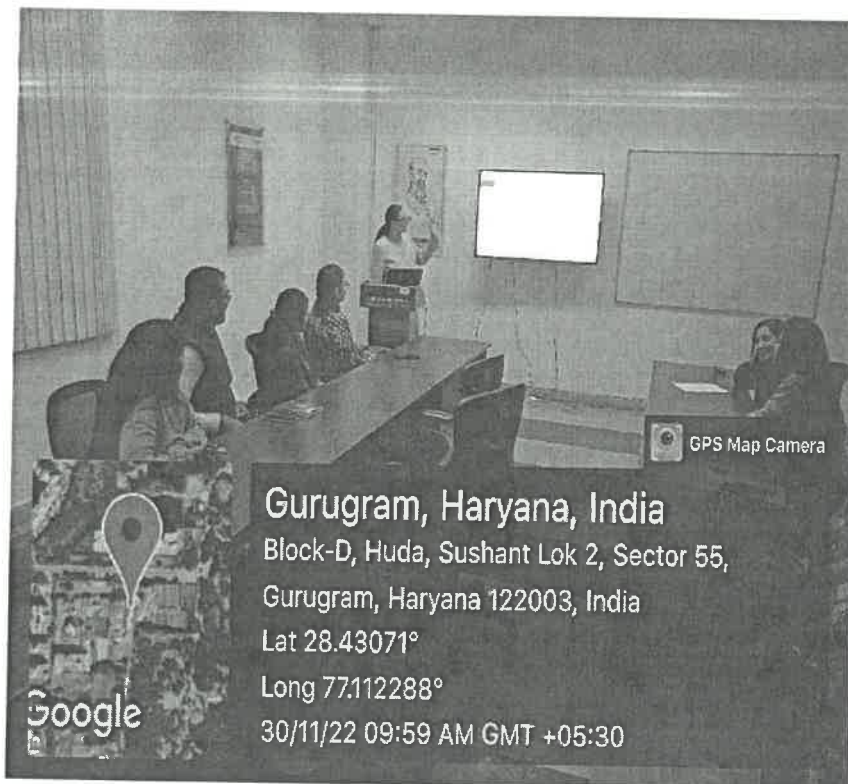 GPS Map Camera
Gurugram, Haryana, India
Block-D, Huda, Sushant Lok 2, Sector 55,
Gurugram, Haryana 122003, India
Lat 28.43071°
Long 77.112288°
30/11/22 09:59 AM GMT +05:30
Google